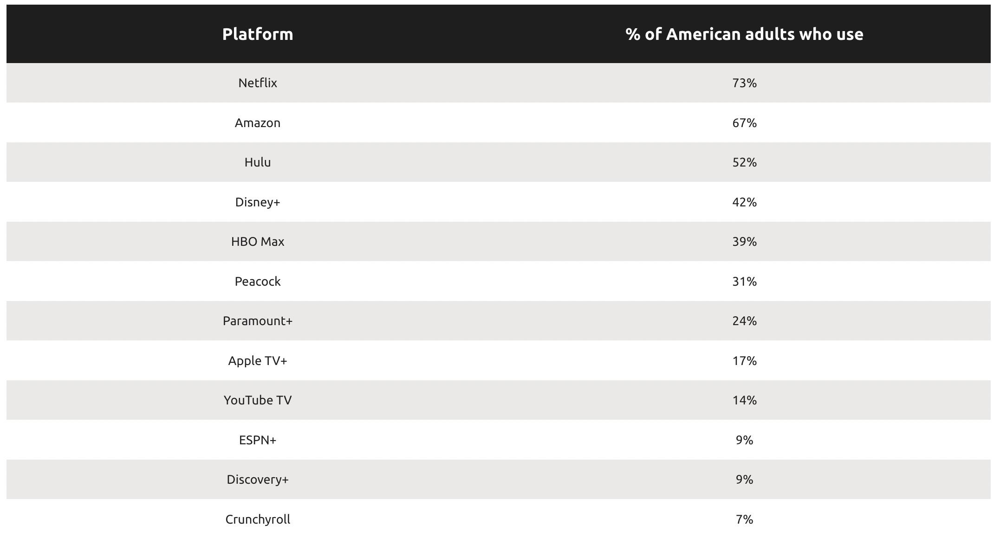 Platform % of American adults who use
Netflix 73%
Amazon 67%
Hulu 52%
Disney+ 42%
HBO Max 39%
Peacock 31%
Paramount+ 24%
Apple TV+ 17%
YouTube TV 14%
ESPN+ 9%
Discovery+ 9%
Crunchyroll 7%